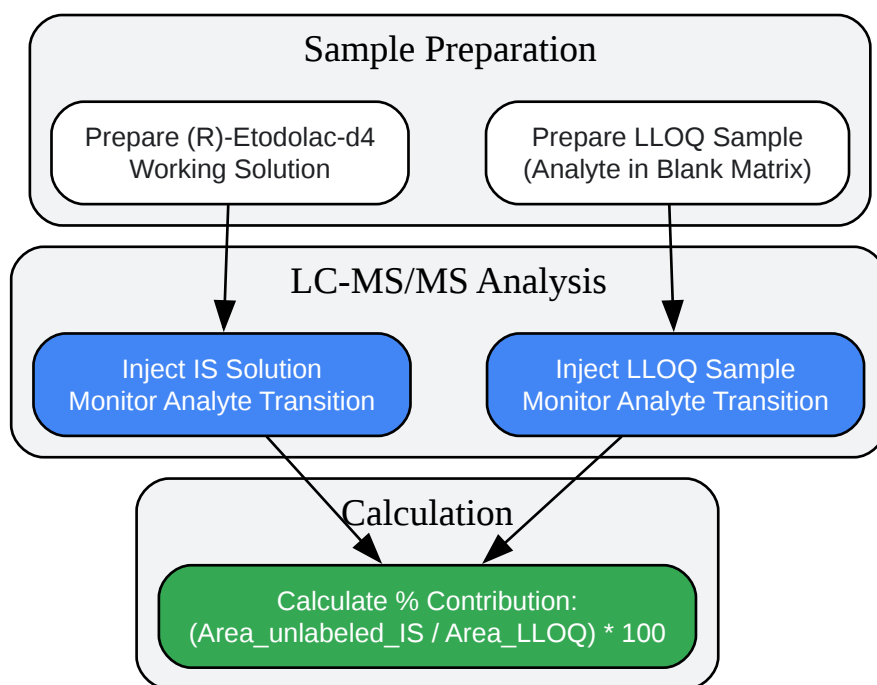 Sample Preparation
Prepare (R)-Etodolac-d4
Working Solution
Prepare LLOQ Sample
(Analyte in Blank Matrix)
LC-MS/MS Analysis
Inject IS Solution
Monitor Analyte Transition
Inject LLOQ Sample
Monitor Analyte Transition
Calculation
Calculate % Contribution:
(Area_unlabeled_IS / Area_LLOQ) * 100